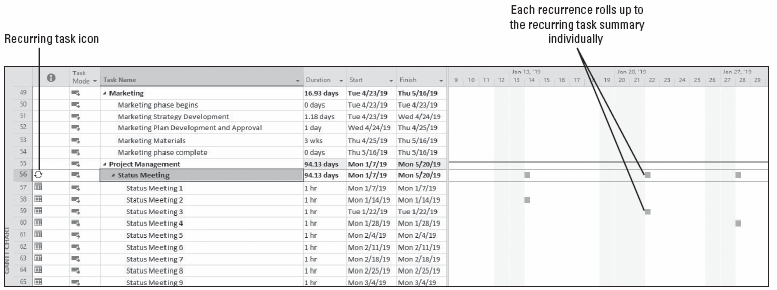 Each recurrence rolls up to
the recurring task summary
individually
Recurring task icon
Task Mode Task Name Duration Start Finish
Jan 13, '19 Jan 20, '19 Jan 27, '19
9 10 11 12 13 14 15 16 17 18 19 20 21 22 23 24 25 26 27 28 29
49 Marketing 16.93 days Tue 4/23/19 Thu 5/16/19
50 Marketing phase begins 0 days Tue 4/23/19 Tue 4/23/19
51 Marketing Strategy Development 1.18 days Tue 4/23/19 Wed 4/24/19
52 Marketing Plan Development and Approval 1 day Wed 4/24/19 Thu 4/25/19
53 Marketing Materials 3 wks Thu 4/25/19 Thu 5/16/19
54 Marketing phase complete 0 days Thu 5/16/19 Thu 5/16/19
55 Project Management 94.13 days Mon 1/7/19 Mon 5/20/19
56 Status Meeting 94.13 days Mon 1/7/19 Mon 5/20/19
57 Status Meeting 1 1 hr Mon 1/7/19 Mon 1/7/19
58 Status Meeting 2 1 hr Mon 1/14/19 Mon 1/14/19
59 Status Meeting 3 1 hr Tue 1/22/19 Tue 1/22/19
60 Status Meeting 4 1 hr Mon 1/28/19 Mon 1/28/19
61 Status Meeting 5 1 hr Mon 2/4/19 Mon 2/4/19
62 Status Meeting 6 1 hr Mon 2/11/19 Mon 2/11/19
63 Status Meeting 7 1 hr Mon 2/18/19 Mon 2/18/19
64 Status Meeting 8 1 hr Mon 2/25/19 Mon 2/25/19
65 Status Meeting 9 1 hr Mon 3/4/19 Mon 3/4/19
GANTT CHART